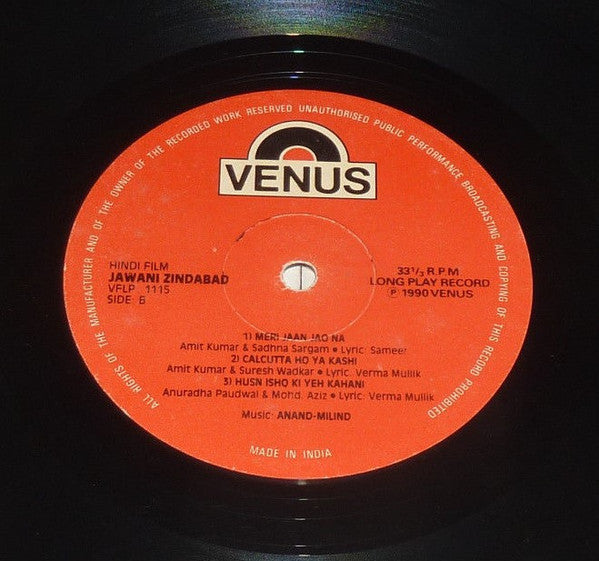 ALL RIGHTS OF THE MANUFACTURER AND OF THE OWNER OF THE RECORDED WORK RESERVED UNAUTHORISED PUBLIC PERFORMANCE BROADCASTING AND COPYING OF THIS RECORD PROHIBITED
VENUS
HINDI FILM
JAWANI ZINDABAD
VFLP 1115
SIDE B
33 1/3 R.P.M
LONG PLAY RECORD
℗ 1990 VENUS
1) MERI JAAN JAO NA
Amit Kumar & Sadhna Sargam • Lyric: Sameer
2) CALCUTTA HO YA KASHI
Amit Kumar & Suresh Wadkar • Lyric: Verma Mullik
3) HUSN ISHQ KI YEH KAHANI
Anuradha Paudwal & Mohd. Aziz • Lyric: Verma Mullik
Music: ANAND-MILIND
MADE IN INDIA